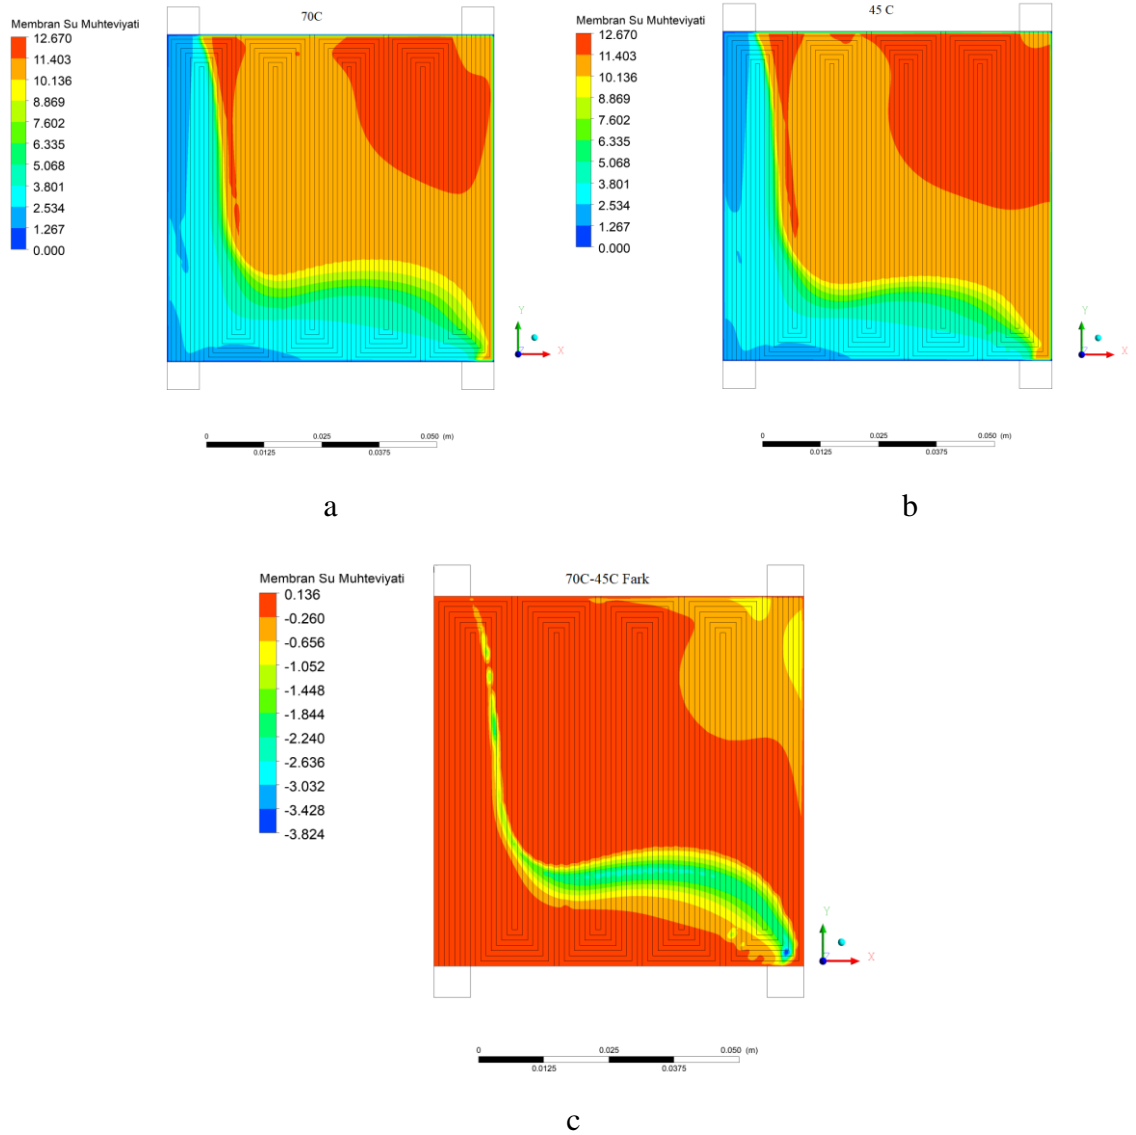 70C
Membran Su Muhteviyati
12.670
11.403
10.136
8.869
7.602
6.335
5.068
3.801
2.534
1.267
0.000
Y
X
Z
0 0.025 0.050 (m)
0.0125 0.0375
a
45 C
Membran Su Muhteviyati
12.670
11.403
10.136
8.869
7.602
6.335
5.068
3.801
2.534
1.267
0.000
Y
X
Z
0 0.025 0.050 (m)
0.0125 0.0375
b
70C-45C Fark
Membran Su Muhteviyati
0.136
-0.260
-0.656
-1.052
-1.448
-1.844
-2.240
-2.636
-3.032
-3.428
-3.824
Y
X
Z
0 0.025 0.050 (m)
0.0125 0.0375
c